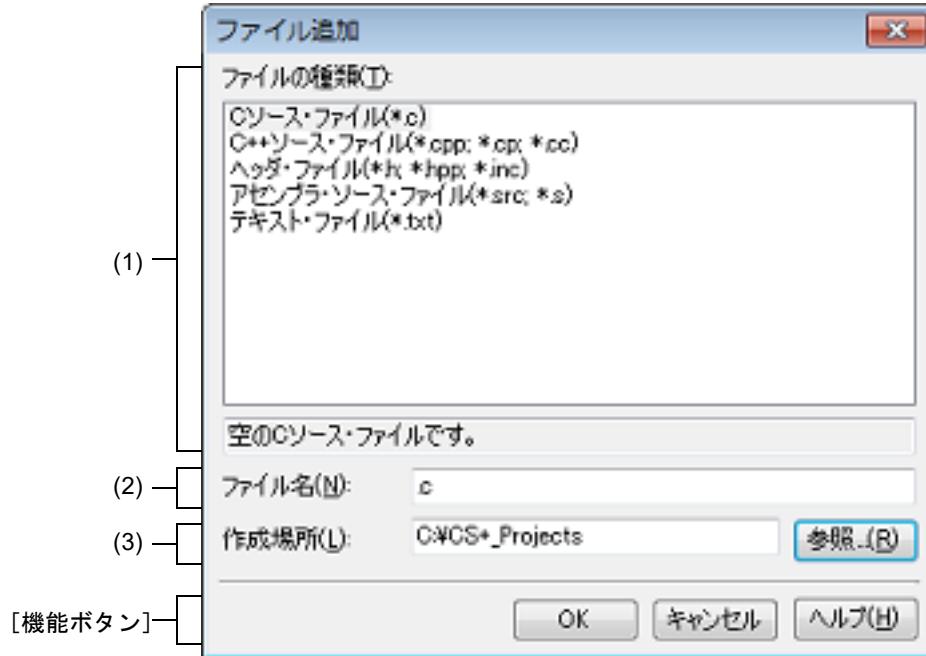 ファイル追加
ファイルの種類(T):
Cソース・ファイル(*.c)
C++ソース・ファイル(*.cpp; *.cp; *.cc)
ヘッダ・ファイル(*.h; *.hpp; *.inc)
アセンブラ・ソース・ファイル(*.src; *.s)
テキスト・ファイル(*.txt)
(1)
空のCソース・ファイルです。
(2) ファイル名(N): .c
(3) 作成場所(L): C:¥CS+_Projects 参照...(R)
[機能ボタン] OK キャンセル ヘルプ(H)